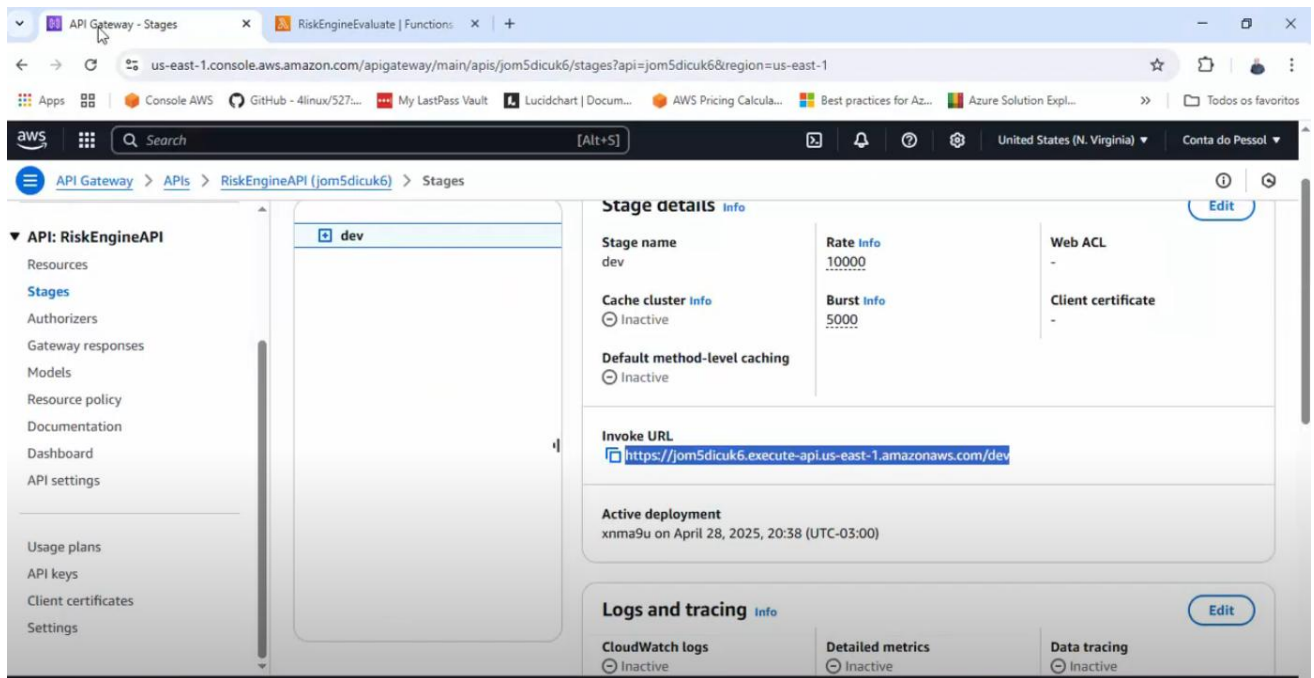 API Gateway - Stages
RiskEngineEvaluate | Functions
us-east-1.console.aws.amazon.com/apigateway/main/apis/jom5dicuk6/stages?api=jom5dicuk6&region=us-east-1
Apps Console AWS GitHub - 4linux/527:... My LastPass Vault Lucidchart | Docum... AWS Pricing Calcula... Best practices for Az... Azure Solution Expl... » Todos os favoritos
aws Search [Alt+S] United States (N. Virginia) Conta do Pessol
API Gateway > APIs > RiskEngineAPI (jom5dicuk6) > Stages
API: RiskEngineAPI
Resources
Stages
Authorizers
Gateway responses
Models
Resource policy
Documentation
Dashboard
API settings
Usage plans
API keys
Client certificates
Settings
dev
Stage details Info
Edit
Stage name
dev
Rate Info
10000
Web ACL
-
Cache cluster Info
Inactive
Burst Info
5000
Client certificate
-
Default method-level caching
Inactive
Invoke URL
https://jom5dicuk6.execute-api.us-east-1.amazonaws.com/dev
Active deployment
xnma9u on April 28, 2025, 20:38 (UTC-03:00)
Logs and tracing Info
Edit
CloudWatch logs
Inactive
Detailed metrics
Inactive
Data tracing
Inactive